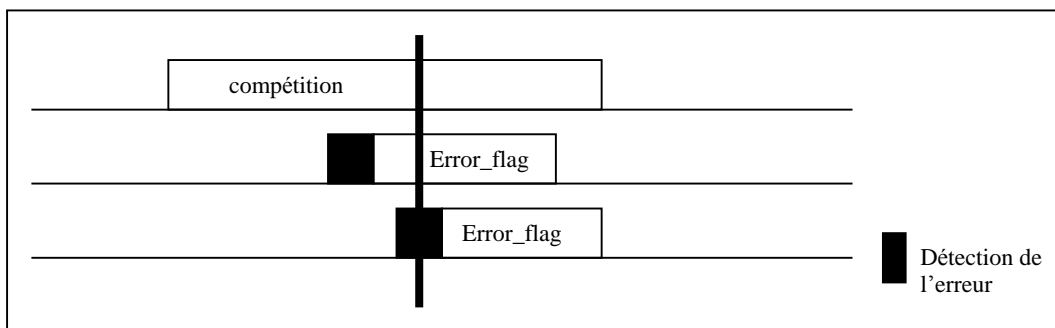 compétition
Error_flag
Error_flag
Détection de
l'erreur